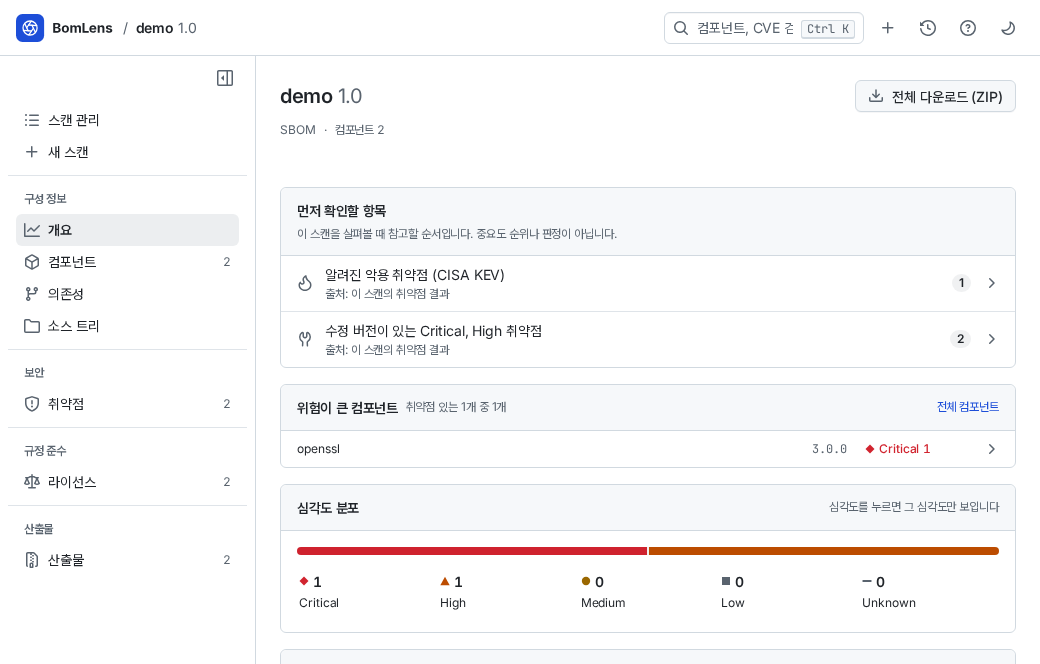 BomLens / demo 1.0
컴포넌트, CVE 검 Ctrl K
스캔 관리
새 스캔
구성 정보
개요
컴포넌트 2
의존성
소스 트리
보안
취약점 2
규정 준수
라이선스 2
산출물
산출물 2
demo 1.0
전체 다운로드 (ZIP)
SBOM · 컴포넌트 2
먼저 확인할 항목
이 스캔을 살펴볼 때 참고할 순서입니다. 중요도 순위나 판정이 아닙니다.
알려진 악용 취약점 (CISA KEV) 1
출처: 이 스캔의 취약점 결과
수정 버전이 있는 Critical, High 취약점 2
출처: 이 스캔의 취약점 결과
위험이 큰 컴포넌트 취약점 있는 1개 중 1개 전체 컴포넌트
openssl 3.0.0 Critical 1
심각도 분포 심각도를 누르면 그 심각도만 보입니다
1 1 0 0 0
Critical High Medium Low Unknown